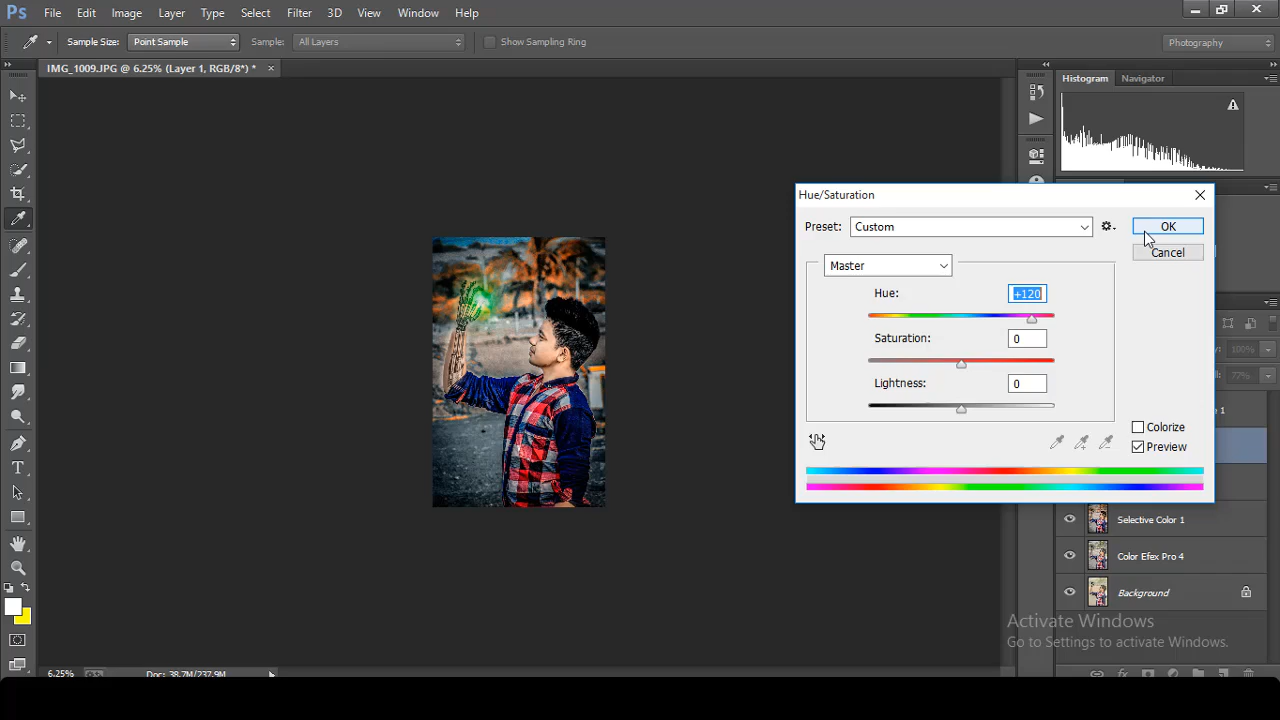 Ps File Edit Image Layer Type Select Filter 3D View Window Help
Sample Size: Point Sample Sample: All Layers Show Sampling Ring Photography
IMG_1009.JPG @ 6.25% (Layer 1, RGB/8*) * ×
Histogram Navigator
Hue/Saturation
Preset: Custom OK
Cancel
Master
Hue: +120
Saturation: 0
Lightness: 0
Colorize
Preview
100%
77%
1
Selective Color 1
Color Efex Pro 4
Background
Activate Windows
Go to Settings to activate Windows.
6.25% Doc: 38.7M/237.9M